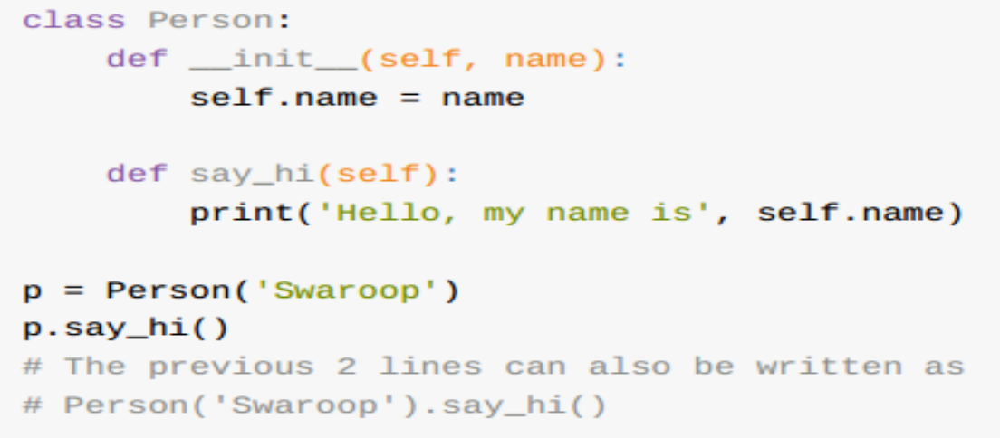 class Person:
    def __init__(self, name):
        self.name = name

    def say_hi(self):
        print('Hello, my name is', self.name)

p = Person('Swaroop')
p.say_hi()
# The previous 2 lines can also be written as
# Person('Swaroop').say_hi()